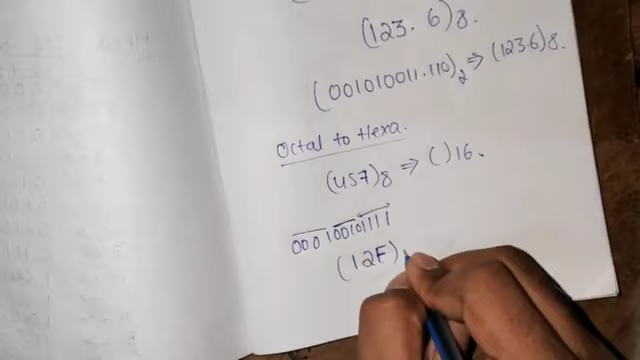 (123.6)8.
(001010011.110)2 ⇒ (123.6)8.
Octal to Hexa.
(457)8 ⇒ ( )16.
000100101111
(12F)